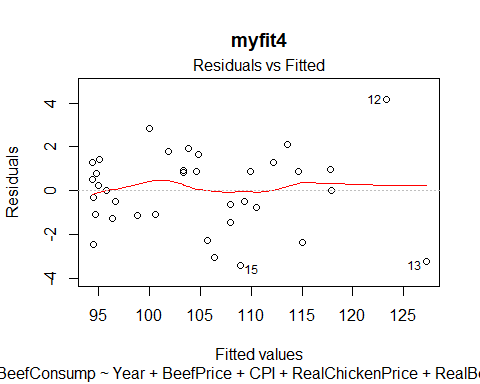 myfit4
Residuals vs Fitted
4
2
0
-2
-4
Residuals
12
15
13
95 100 105 110 115 120 125
Fitted values
BeefConsump ~ Year + BeefPrice + CPI + RealChickenPrice + RealBe